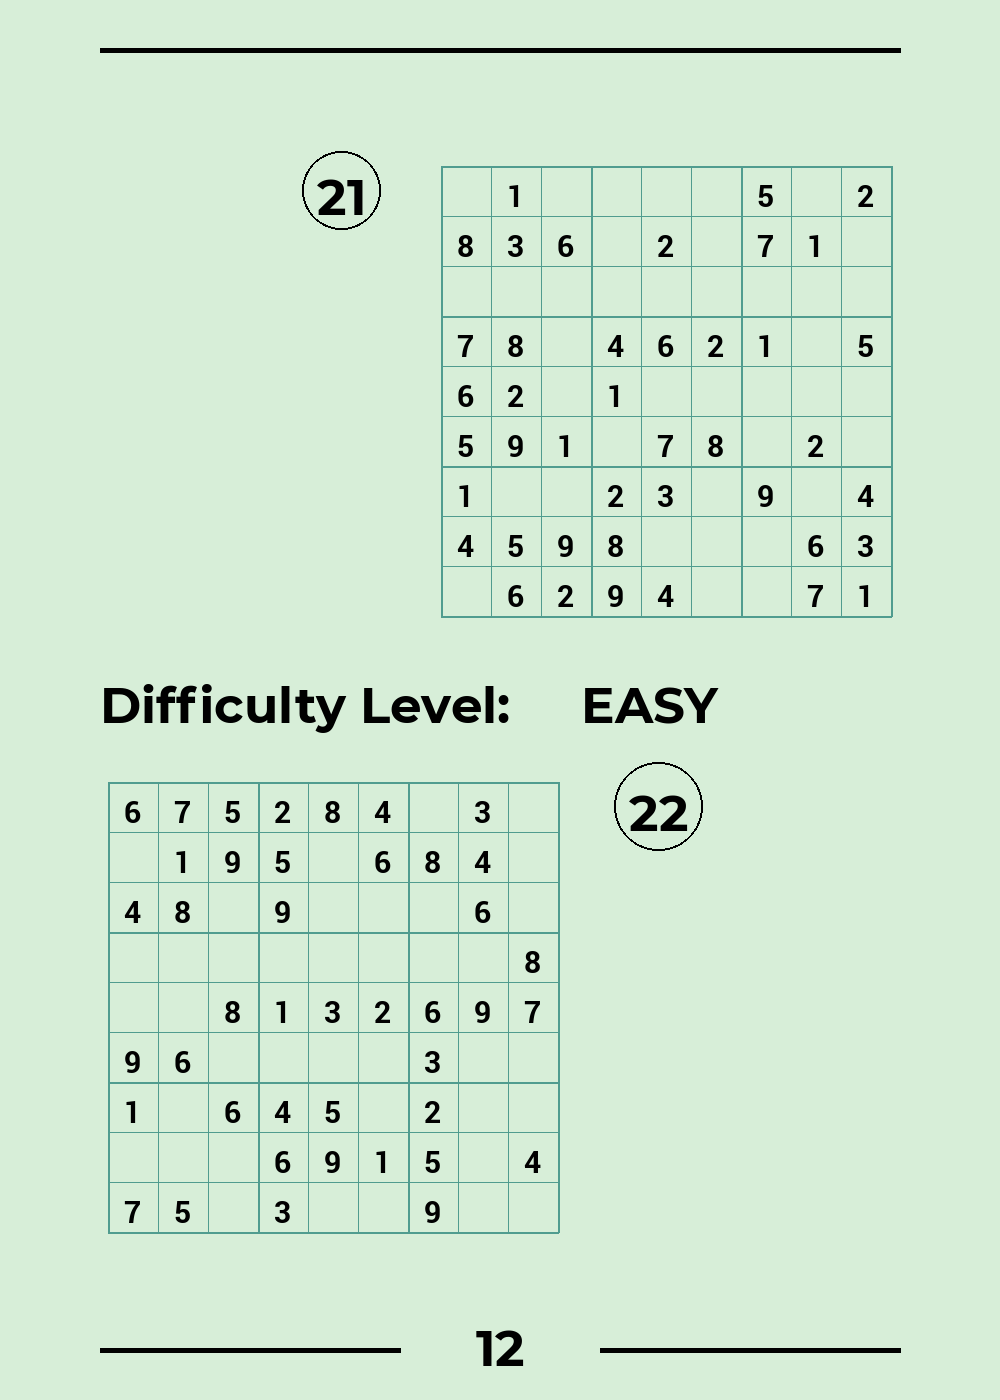 21
1 5 2
8 3 6 2 7 1
7 8 4 6 2 1 5
6 2 1
5 9 1 7 8 2
1 2 3 9 4
4 5 9 8 6 3
6 2 9 4 7 1
Difficulty Level: EASY
22
6 7 5 2 8 4 3
1 9 5 6 8 4
4 8 9 6
8
8 1 3 2 6 9 7
9 6 3
1 6 4 5 2
6 9 1 5 4
7 5 3 9
12